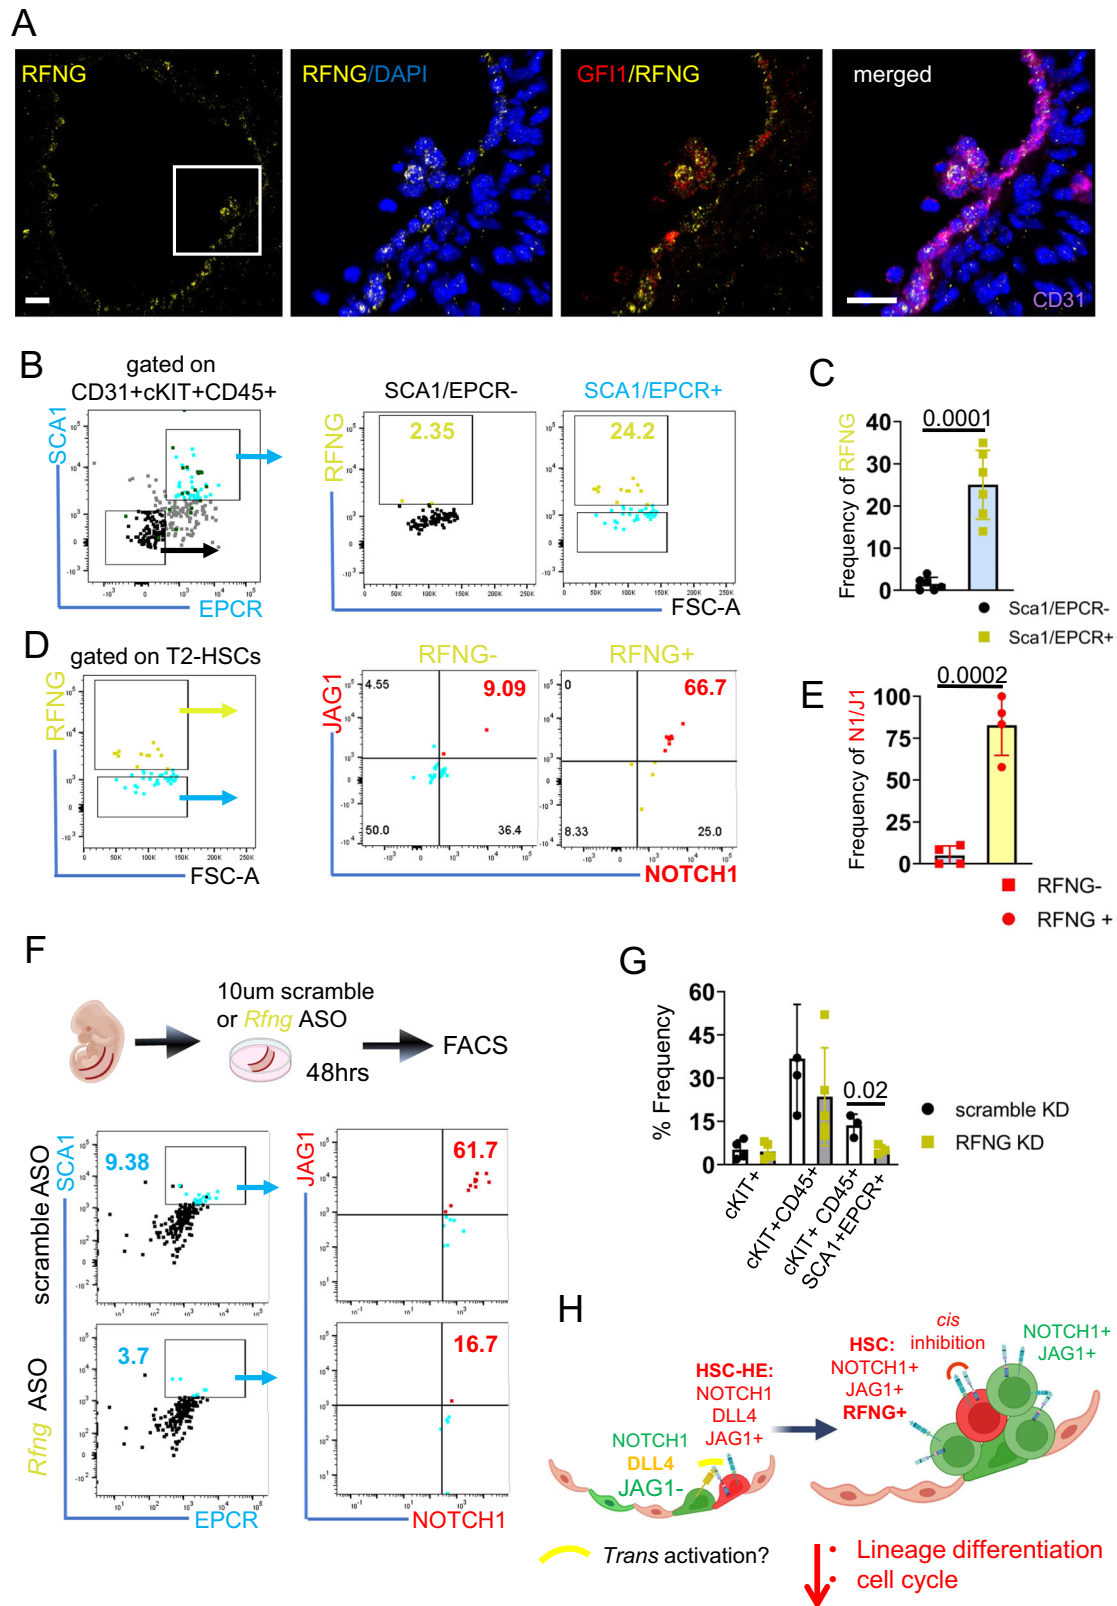 A
RFNG
RFNG/DAPI
GFI1/RFNG
merged
CD31
B
gated on
CD31+cKIT+CD45+
SCA1/EPCR-
SCA1/EPCR+
SCA1
EPCR
RFNG
2.35
24.2
FSC-A
C
0.0001
Frequency of RFNG
40
30
20
10
0
Sca1/EPCR-
Sca1/EPCR+
D
gated on T2-HSCs
RFNG
FSC-A
RFNG-
RFNG+
JAG1
4.55
9.09
50.0
36.4
0
66.7
8.33
25.0
NOTCH1
E
0.0002
Frequency of N1/J1
100
75
50
25
0
RFNG-
RFNG +
F
10um scramble
or Rfng ASO
48hrs
FACS
scramble ASO
SCA1
9.38
JAG1
61.7
Rfng ASO
3.7
16.7
EPCR
NOTCH1
G
% Frequency
60
45
30
15
0
0.02
cKIT+
cKIT+CD45+
cKIT+ CD45+
SCA1+EPCR+
scramble KD
RFNG KD
H
HSC-HE:
NOTCH1
DLL4
JAG1+
NOTCH1
DLL4
JAG1-
HSC:
NOTCH1+
JAG1+
RFNG+
cis
inhibition
NOTCH1+
JAG1+
Trans activation?
• Lineage differentiation
• cell cycle